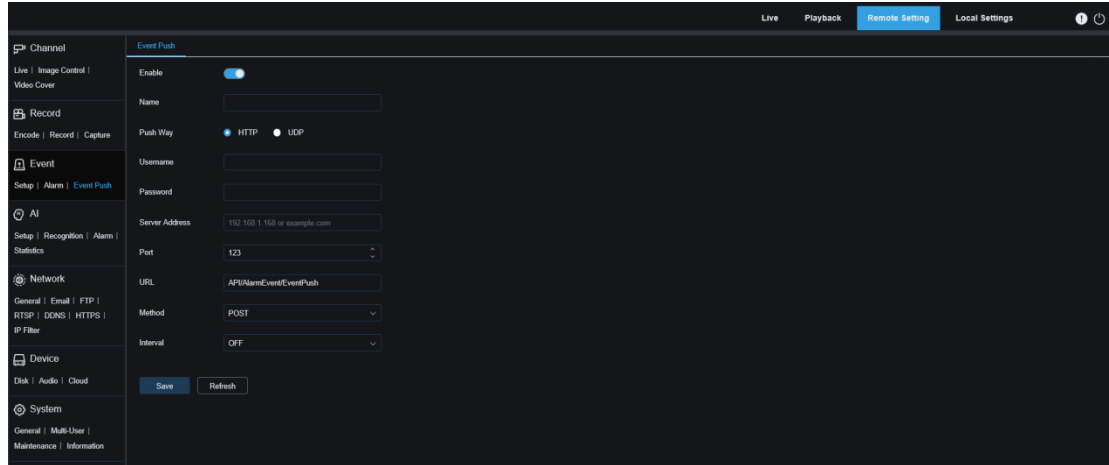 Live Playback Remote Setting Local Settings
Channel
Live | Image Control |
Video Cover
Record
Encode | Record | Capture
Event
Setup | Alarm | Event Push
AI
Setup | Recognition | Alarm |
Statistics
Network
General | Email | FTP |
RTSP | DDNS | HTTPS |
IP Filter
Device
Disk | Audio | Cloud
System
General | Multi-User |
Maintenance | Information
Event Push
Enable
Name
Push Way HTTP UDP
Username
Password
Server Address 192.168.1.168 or example.com
Port 123
URL API/AlarmEvent/EventPush
Method POST
Interval OFF
Save Refresh